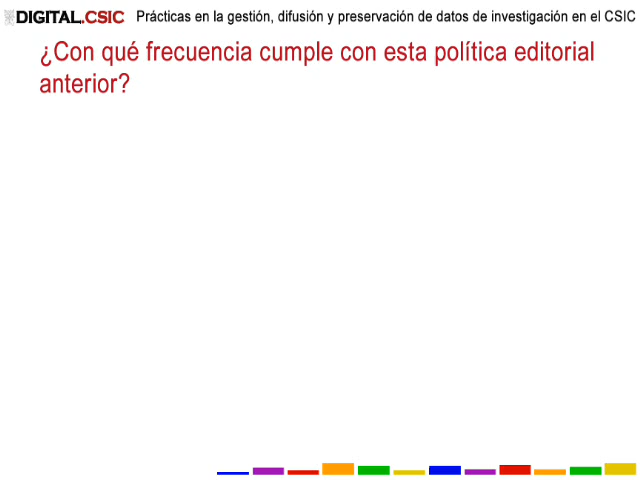 DIGITAL.CSIC Prácticas en la gestión, difusión y preservación de datos de investigación en el CSIC
¿Con qué frecuencia cumple con esta política editorial
anterior?